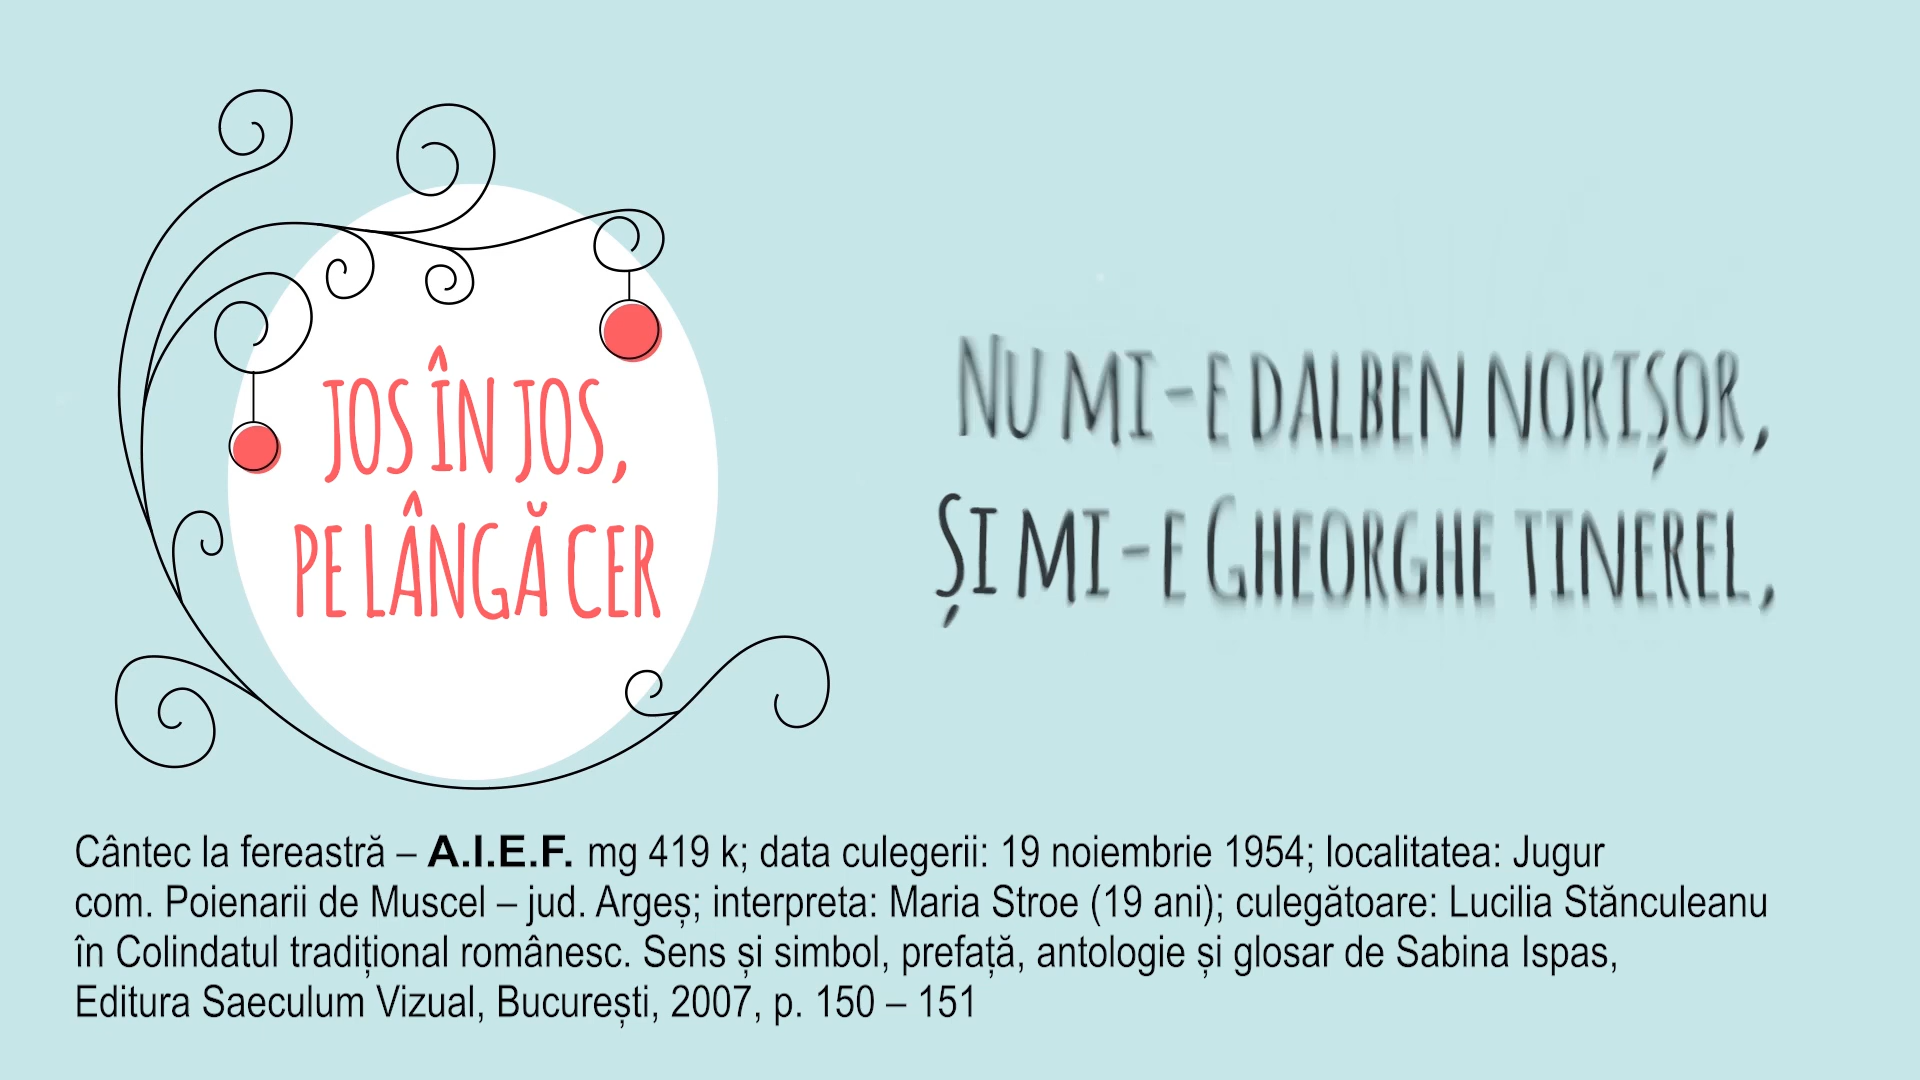 JOS ÎN JOS,
PE LÂNGĂ CER
NU MI-E DALBEN NORIȘOR,
ȘI MI-E GHEORGHE TINEREL,
Cântec la fereastră – A.I.E.F. mg 419 k; data culegerii: 19 noiembrie 1954; localitatea: Jugur
com. Poienarii de Muscel – jud. Argeș; interpreta: Maria Stroe (19 ani); culegătoare: Lucilia Stănculeanu
în Colindatul tradițional românesc. Sens și simbol, prefață, antologie și glosar de Sabina Ispas,
Editura Saeculum Vizual, București, 2007, p. 150 – 151